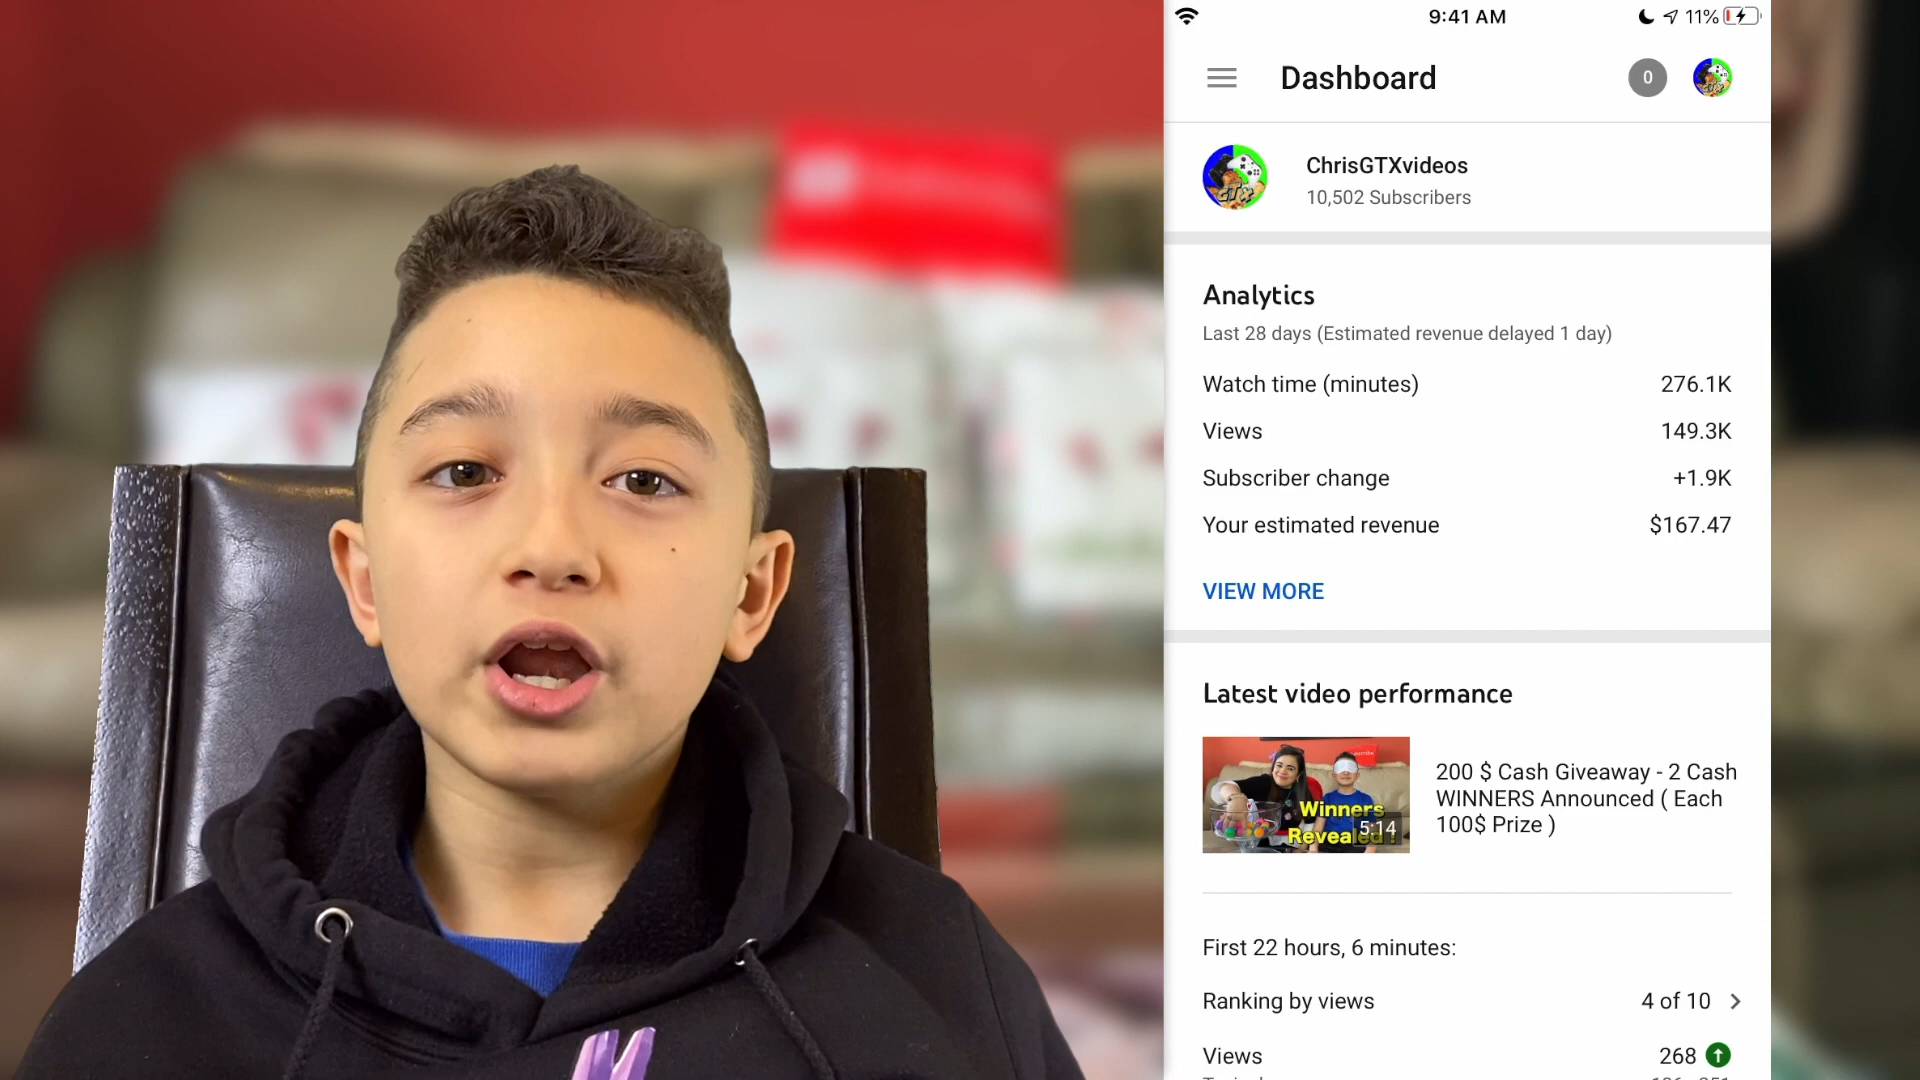 9:41 AM
11%
Dashboard
0
ChrisGTXvideos
10,502 Subscribers
Analytics
Last 28 days (Estimated revenue delayed 1 day)
Watch time (minutes) 276.1K
Views 149.3K
Subscriber change +1.9K
Your estimated revenue $167.47
VIEW MORE
Latest video performance
Winners
Revealed !
5:14
200 $ Cash Giveaway - 2 Cash
WINNERS Announced ( Each
100$ Prize )
First 22 hours, 6 minutes:
Ranking by views 4 of 10
Views 268